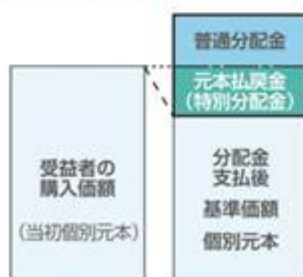 普通分配金
元本払戻金
(特別分配金)
受益者の
購入価額
(当初個別元本)
分配金
支払後
基準価額
個別元本